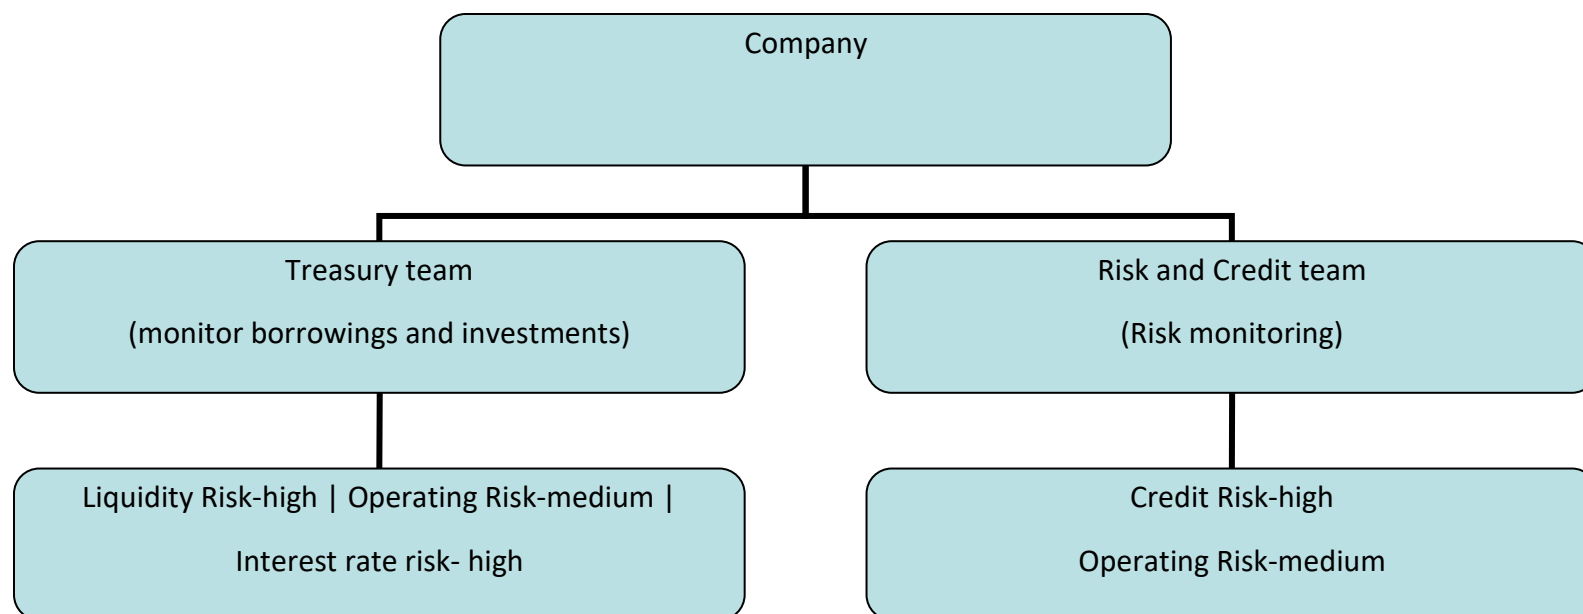 Company
Treasury team
(monitor borrowings and investments)
Risk and Credit team
(Risk monitoring)
Liquidity Risk-high | Operating Risk-medium |
Interest rate risk- high
Credit Risk-high
Operating Risk-medium